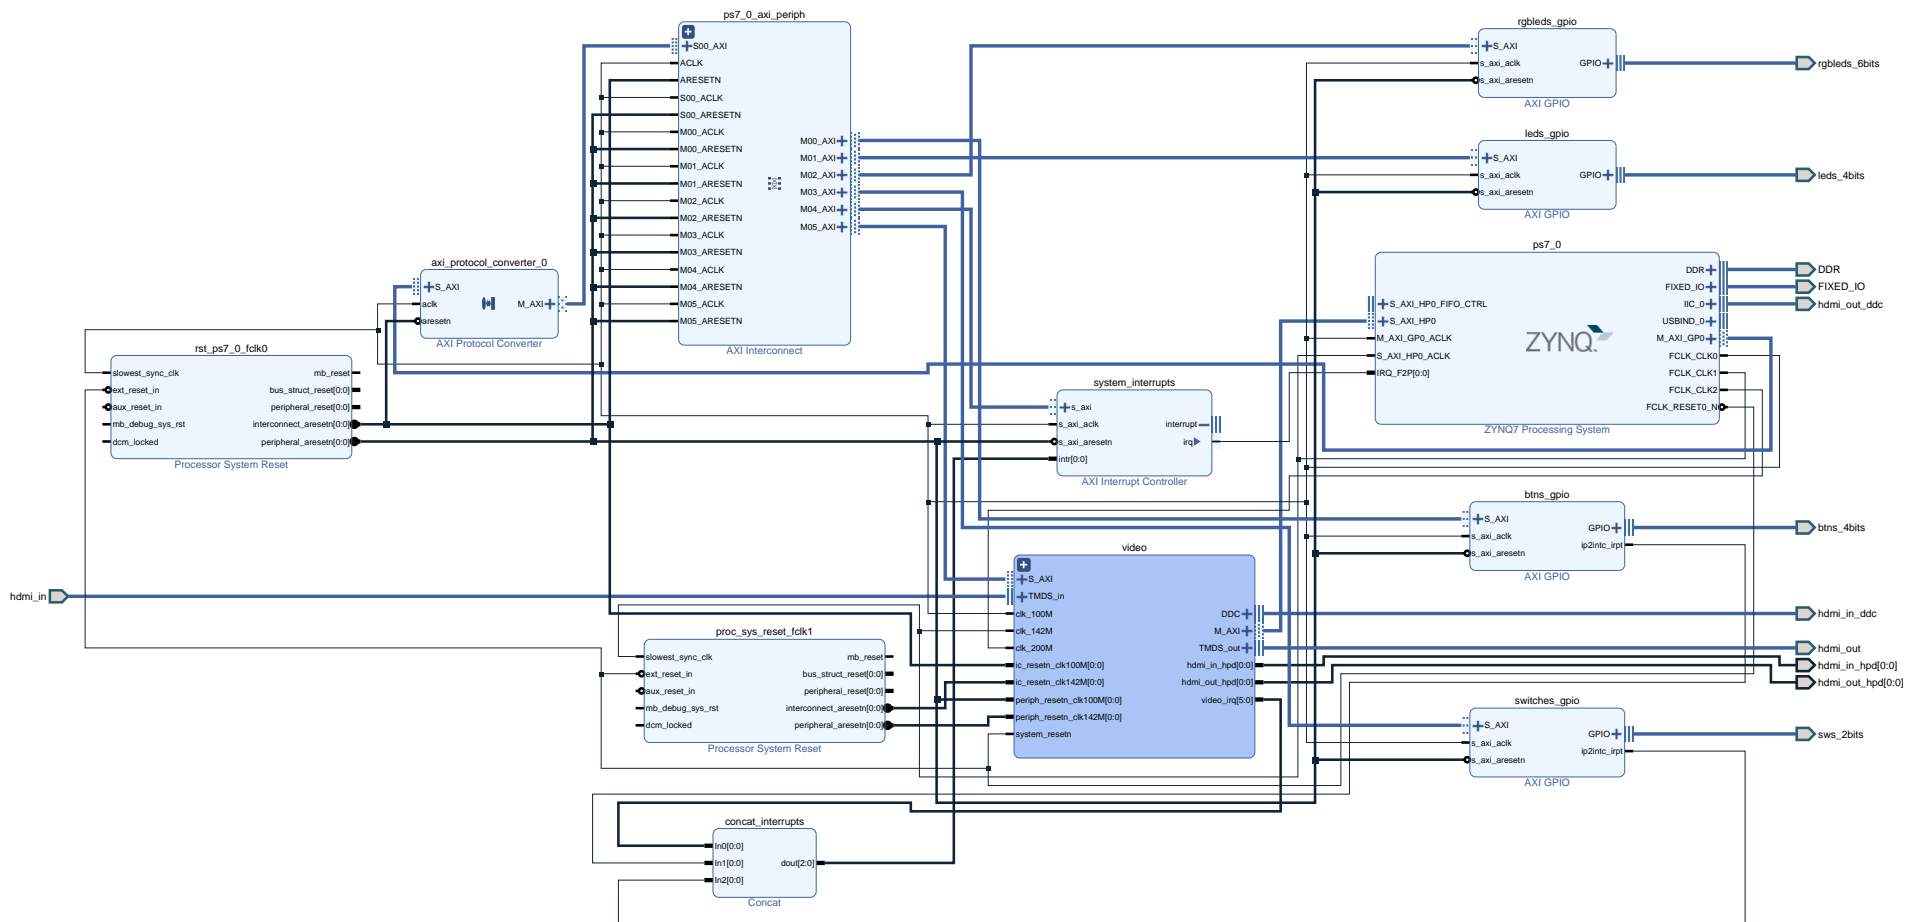 ps7_0_axi_periph
S00_AXI
ACLK
ARESETN
S00_ACLK
S00_ARESETN
M00_ACLK
M00_ARESETN
M01_ACLK
M01_ARESETN
M02_ACLK
M02_ARESETN
M03_ACLK
M03_ARESETN
M04_ACLK
M04_ARESETN
M05_ACLK
M05_ARESETN
M00_AXI
M01_AXI
M02_AXI
M03_AXI
M04_AXI
M05_AXI
AXI Interconnect
rgbleds_gpio
S_AXI
s_axi_aclk
s_axi_aresetn
GPIO
AXI GPIO
rgbleds_6bits
leds_gpio
S_AXI
s_axi_aclk
s_axi_aresetn
GPIO
AXI GPIO
leds_4bits
axi_protocol_converter_0
S_AXI
aclk
aresetn
M_AXI
AXI Protocol Converter
ps7_0
S_AXI_HP0_FIFO_CTRL
S_AXI_HP0
M_AXI_GP0_ACLK
S_AXI_HP0_ACLK
IRQ_F2P[0:0]
ZYNQ
DDR
FIXED_IO
IIC_0
USBIND_0
M_AXI_GP0
FCLK_CLK0
FCLK_CLK1
FCLK_CLK2
FCLK_RESET0_N
ZYNQ7 Processing System
DDR
FIXED_IO
hdmi_out_ddc
rst_ps7_0_fclk0
slowest_sync_clk
ext_reset_in
aux_reset_in
mb_debug_sys_rst
dcm_locked
mb_reset
bus_struct_reset[0:0]
peripheral_reset[0:0]
interconnect_aresetn[0:0]
peripheral_aresetn[0:0]
Processor System Reset
system_interrupts
s_axi
s_axi_aclk
s_axi_aresetn
intr[0:0]
interrupt
irq
AXI Interrupt Controller
btns_gpio
S_AXI
s_axi_aclk
s_axi_aresetn
GPIO
ip2intc_irpt
AXI GPIO
btns_4bits
hdmi_in
video
S_AXI
TMDS_in
clk_100M
clk_142M
clk_200M
ic_resetn_clk100M[0:0]
ic_resetn_clk142M[0:0]
periph_resetn_clk100M[0:0]
periph_resetn_clk142M[0:0]
system_resetn
DDC
M_AXI
TMDS_out
hdmi_in_hpd[0:0]
hdmi_out_hpd[0:0]
video_irq[5:0]
hdmi_in_ddc
hdmi_out
hdmi_in_hpd[0:0]
hdmi_out_hpd[0:0]
proc_sys_reset_fclk1
slowest_sync_clk
ext_reset_in
aux_reset_in
mb_debug_sys_rst
dcm_locked
mb_reset
bus_struct_reset[0:0]
peripheral_reset[0:0]
interconnect_aresetn[0:0]
peripheral_aresetn[0:0]
Processor System Reset
switches_gpio
S_AXI
s_axi_aclk
s_axi_aresetn
GPIO
ip2intc_irpt
AXI GPIO
sws_2bits
concat_interrupts
In0[0:0]
In1[0:0]
In2[0:0]
dout[2:0]
Concat